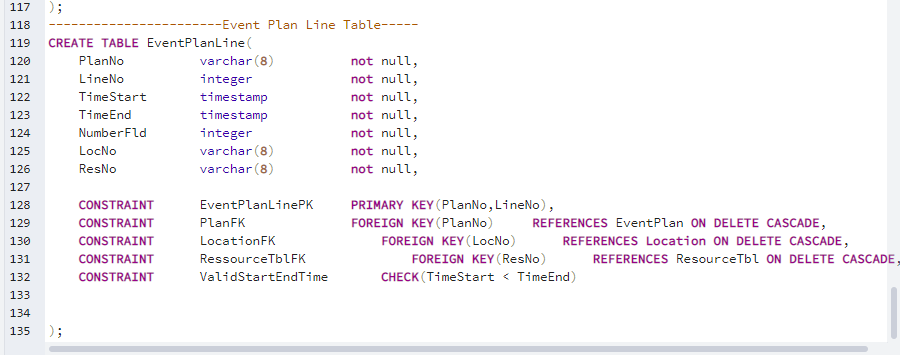 117 );
118 -----------------------Event Plan Line Table-----
119 CREATE TABLE EventPlanLine(
120 PlanNo varchar(8) not null,
121 LineNo integer not null,
122 TimeStart timestamp not null,
123 TimeEnd timestamp not null,
124 NumberFld integer not null,
125 LocNo varchar(8) not null,
126 ResNo varchar(8) not null,
127
128 CONSTRAINT EventPlanLinePK PRIMARY KEY(PlanNo,LineNo),
129 CONSTRAINT PlanFK FOREIGN KEY(PlanNo) REFERENCES EventPlan ON DELETE CASCADE,
130 CONSTRAINT LocationFK FOREIGN KEY(LocNo) REFERENCES Location ON DELETE CASCADE,
131 CONSTRAINT RessourceTblFK FOREIGN KEY(ResNo) REFERENCES ResourceTbl ON DELETE CASCADE,
132 CONSTRAINT ValidStartEndTime CHECK(TimeStart < TimeEnd)
133
134
135 );